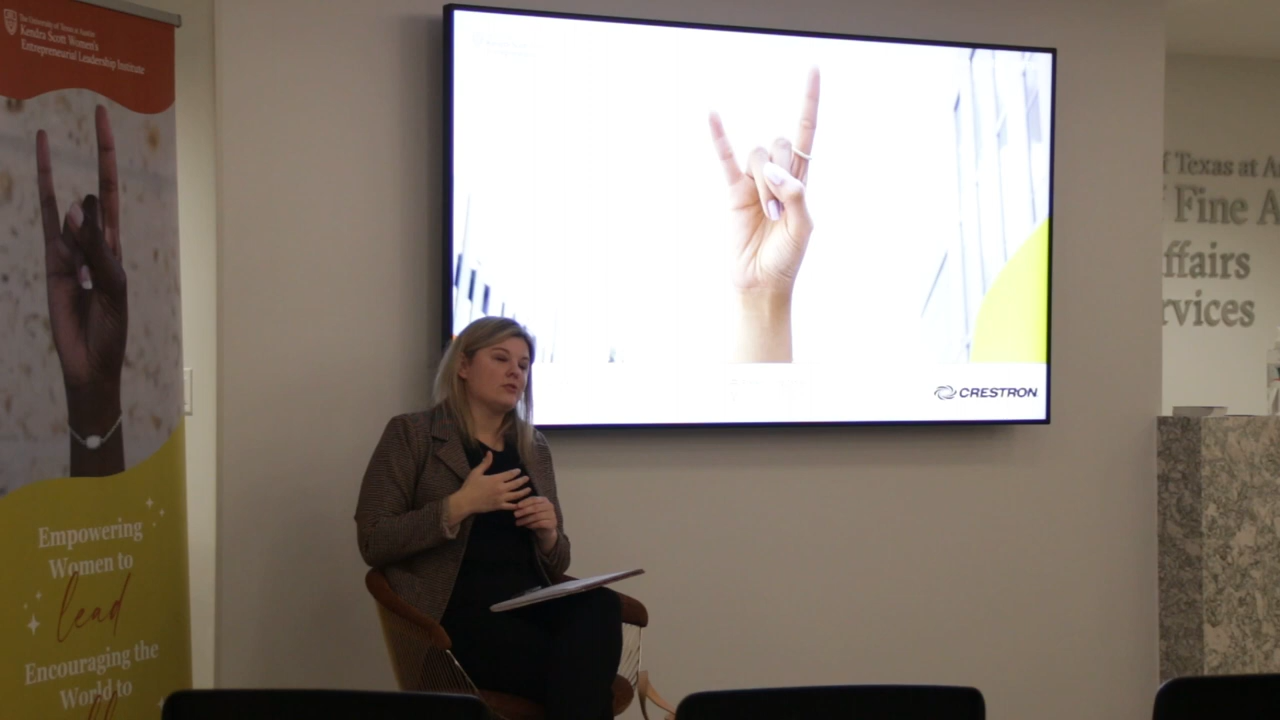 The University of Texas at Austin
Kendra Scott Women's
Entrepreneurial Leadership Institute
Empowering
Women to
lead
Encouraging the
World to
CRESTRON
f Texas at A
Fine A
ffairs
rvices